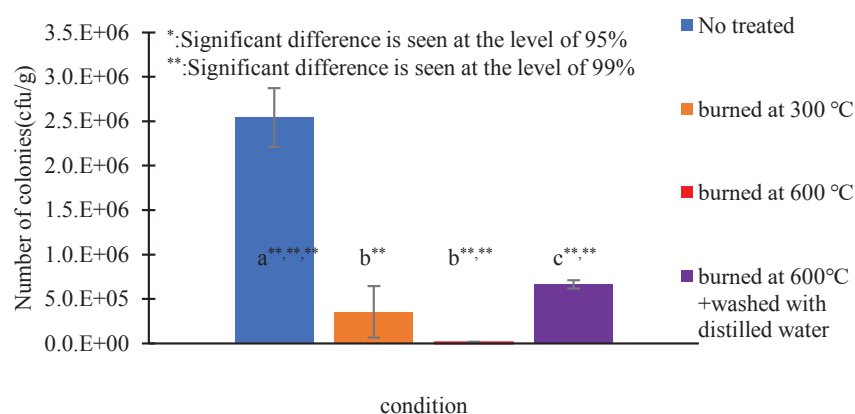 3.5.E+06
*:Significant difference is seen at the level of 95%
**:Significant difference is seen at the level of 99%
3.0.E+06
2.5.E+06
2.0.E+06
1.5.E+06
1.0.E+06
5.0.E+05
0.0.E+00
Number of colonies(cfu/g)
a**,**,**
b**
b**,**
c**,**
condition
No treated
burned at 300 ℃
burned at 600 ℃
burned at 600℃
+washed with
distilled water